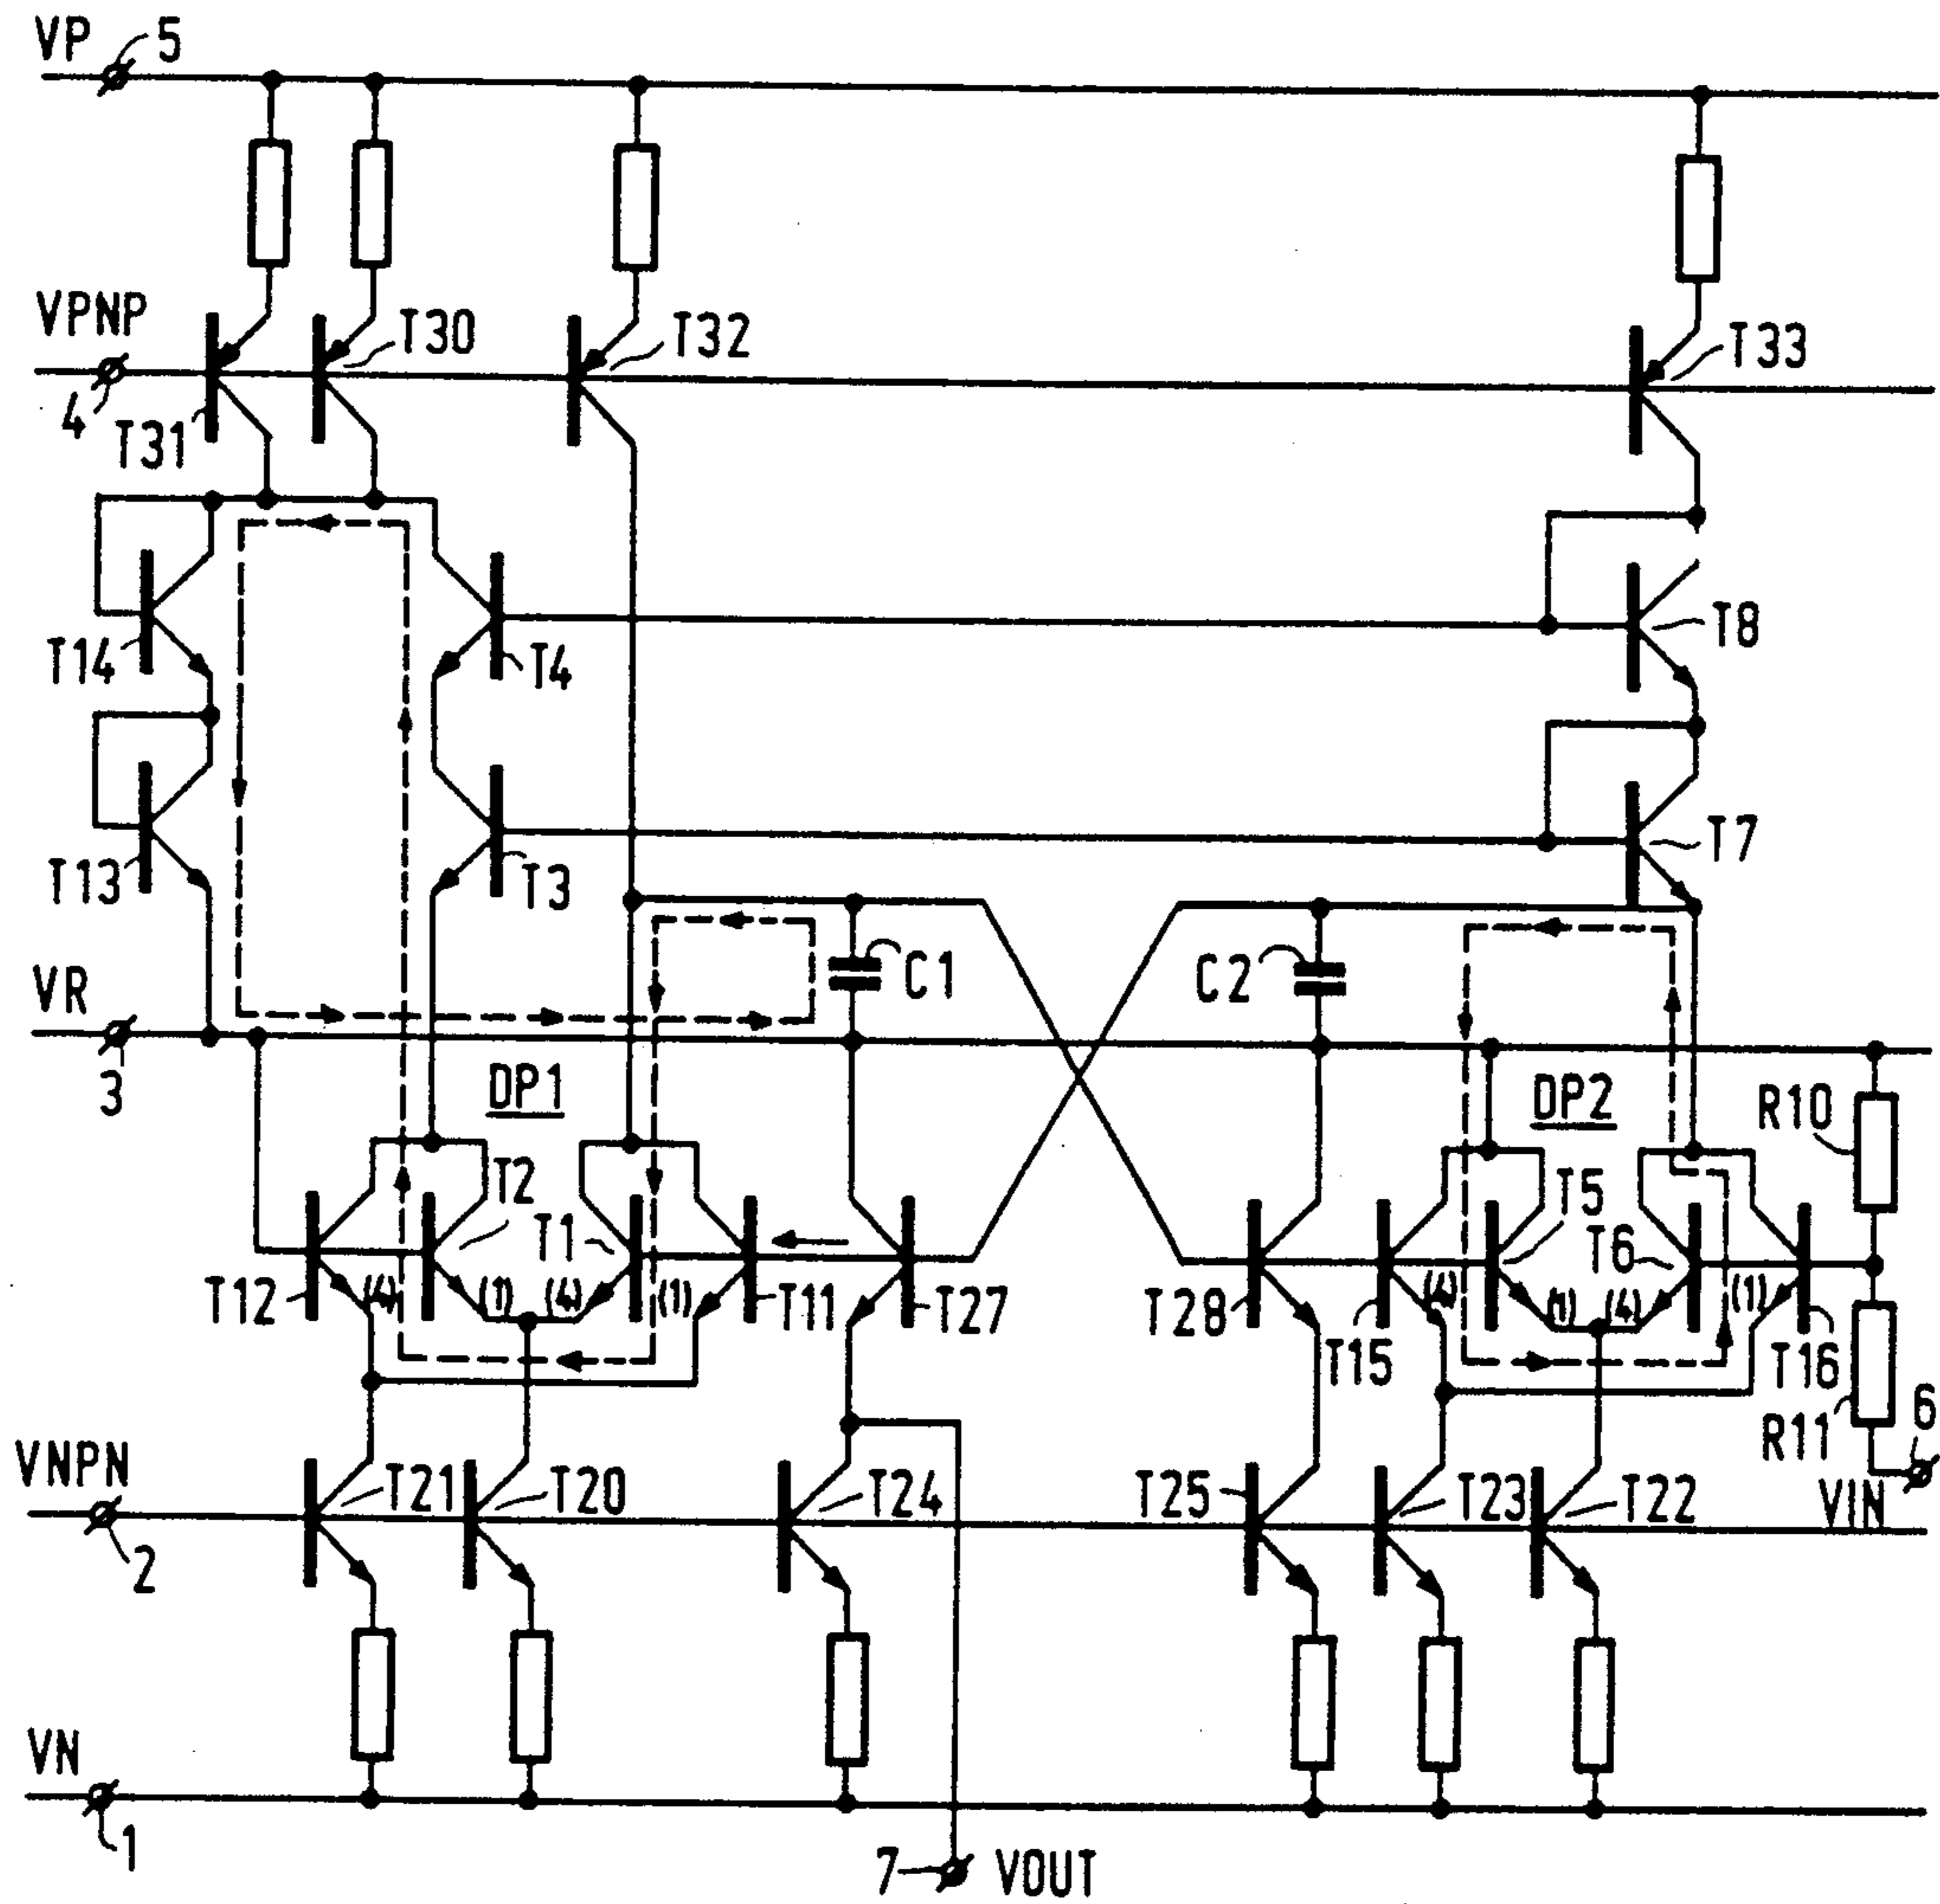 VP 5
VPNP
T30 T32 T33
4 T31
T14 T4 T8
T13 T3 T7
VR C1 C2
3 DP1 DP2 R10
T2 T1 T5 T6
T12 (4) (1) (4) (1) T11 T27 T28 T15 (4) (1) (4) (1) T16
R11 6
VNPN T21 T20 T24 T25 T23 T22 VIN
2
VN
1
7 VOUT